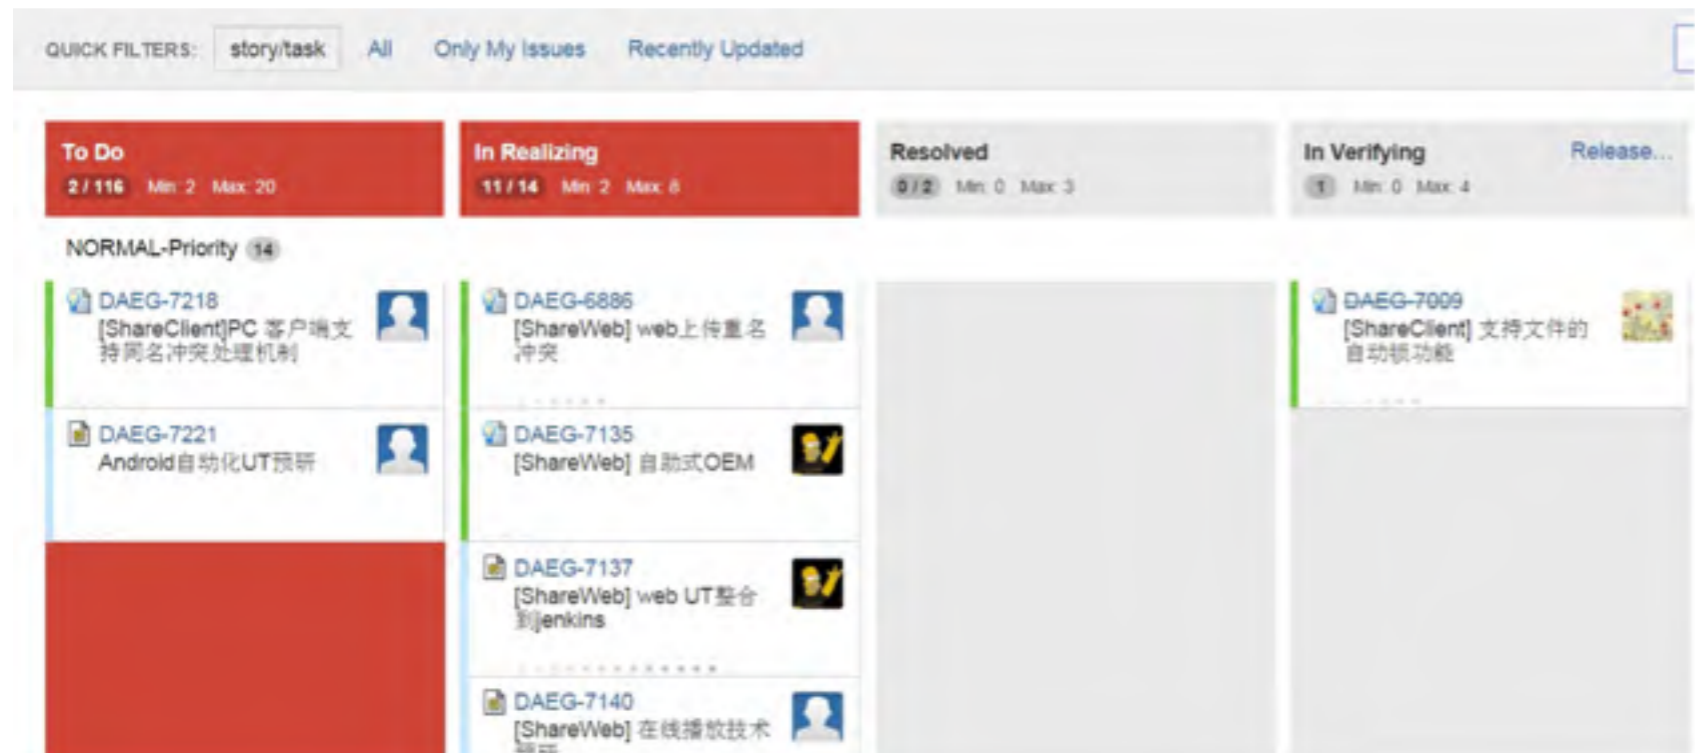 QUICK FILTERS: story/task All Only My Issues Recently Updated
To Do
2 / 116 Min: 2 Max: 20
In Realizing
11 / 14 Min: 2 Max: 8
Resolved
0 / 2 Min: 0 Max: 3
In Verifying Release...
1 Min: 0 Max: 4
NORMAL-Priority 14
DAEG-7218
[ShareClient]PC 客户端支
持同名冲突处理机制
DAEG-7221
Android自动化UT预研
DAEG-6886
[ShareWeb] web上传重名
冲突
DAEG-7135
[ShareWeb] 自助式OEM
DAEG-7137
[ShareWeb] web UT整合
到jenkins
DAEG-7140
[ShareWeb] 在线播放技术
DAEG-7009
[ShareClient] 支持文件的
自动锁功能